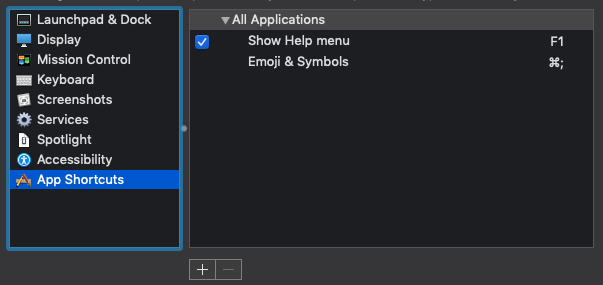 Launchpad & Dock
Display
Mission Control
Keyboard
Screenshots
Services
Spotlight
Accessibility
App Shortcuts
All Applications
Show Help menu F1
Emoji & Symbols ⌘;